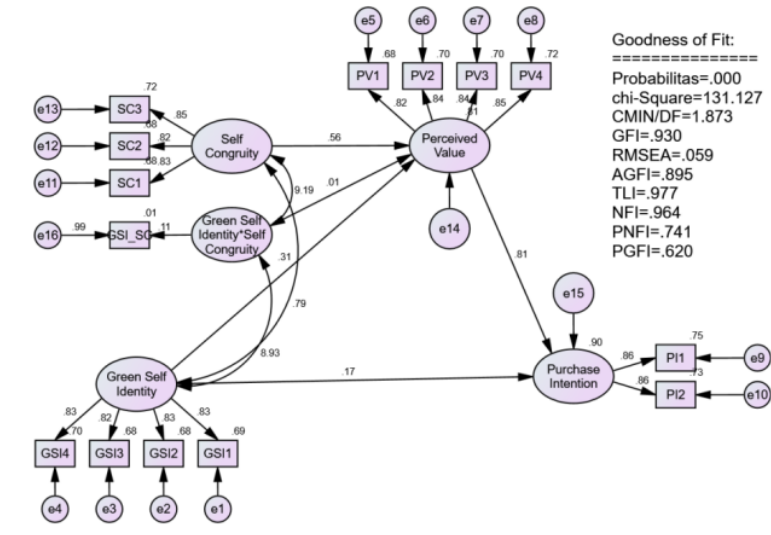 e5
e6
e7
e8
.68
.70
.70
.72
PV1
PV2
PV3
PV4
.82
.84
.84
.85
.81
Goodness of Fit:
===============
Probabilitas=.000
chi-Square=131.127
CMIN/DF=1.873
GFI=.930
RMSEA=.059
AGFI=.895
TLI=.977
NFI=.964
PNFI=.741
PGFI=.620
.72
e13
SC3
.85
.68
e12
SC2
.82
.68
.83
e11
SC1
Self
Congruity
.56
Perceived
Value
9.19
.01
.01
e16
.99
GSI_SC
.11
Green Self
Identity*Self
Congruity
e14
.31
.81
.79
e15
8.93
.90
Green Self
Identity
.17
Purchase
Intention
.86
.75
PI1
e9
.86
.73
PI2
e10
.83
.82
.83
.83
.70
.68
.68
.69
GSI4
GSI3
GSI2
GSI1
e4
e3
e2
e1